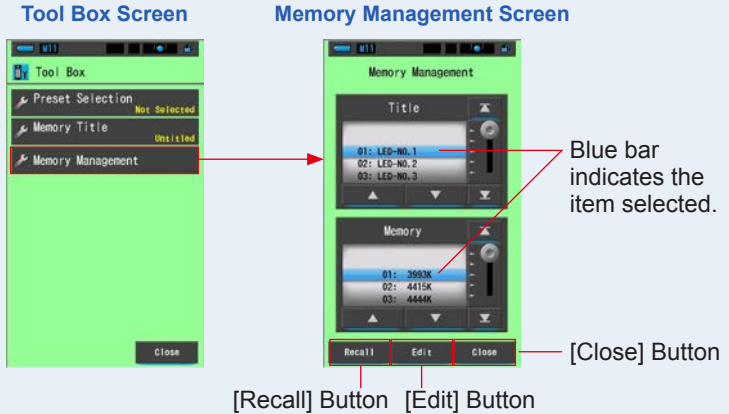 Tool Box Screen
M11
Tool Box
Preset Selection
Not Selected
Memory Title
Untitled
Memory Management
Close
Memory Management Screen
M11
Memory Management
Title
01: LED-NO.1
02: LED-NO.2
03: LED-NO.3
Memory
01: 3993K
02: 4415K
03: 4444K
Recall
Edit
Close
Blue bar
indicates the
item selected.
[Close] Button
[Recall] Button
[Edit] Button